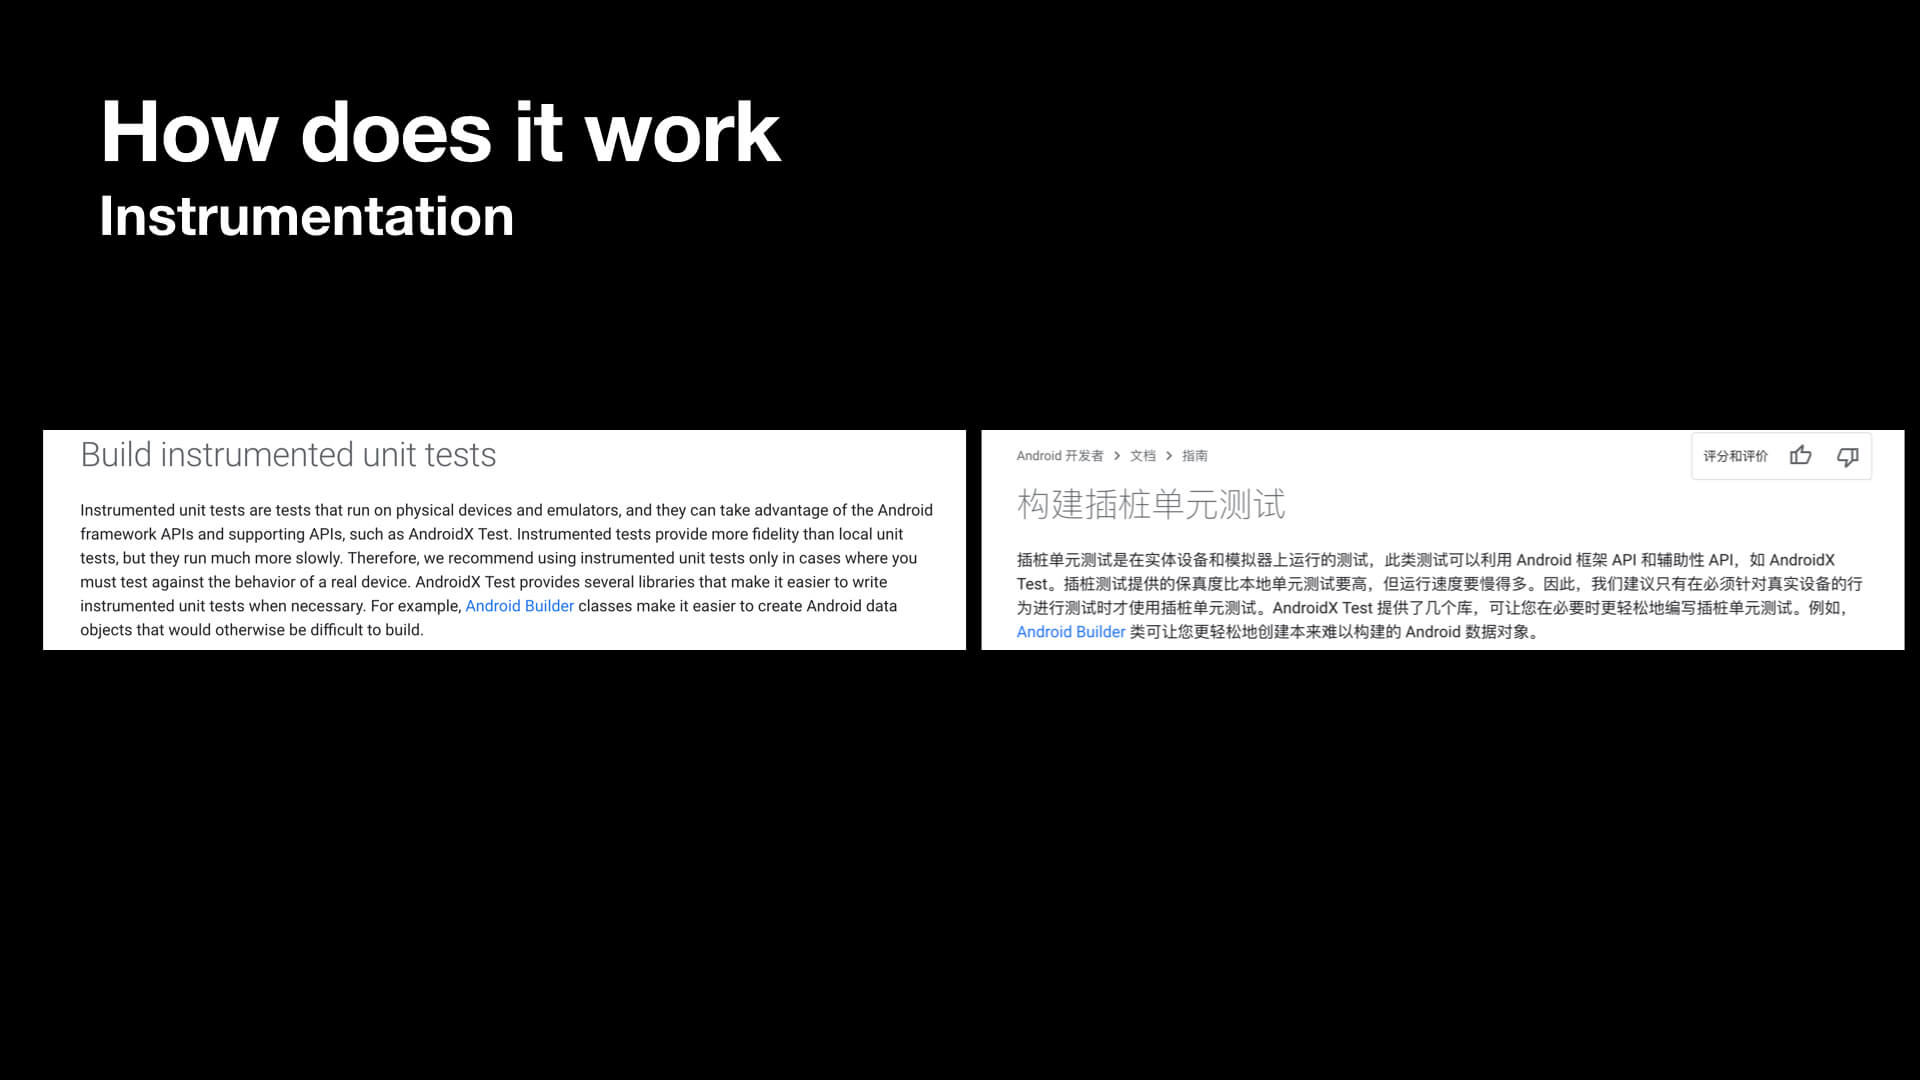 How does it work
Instrumentation
Build instrumented unit tests
Instrumented unit tests are tests that run on physical devices and emulators, and they can take advantage of the Android
framework APIs and supporting APIs, such as AndroidX Test. Instrumented tests provide more fidelity than local unit
tests, but they run much more slowly. Therefore, we recommend using instrumented unit tests only in cases where you
must test against the behavior of a real device. AndroidX Test provides several libraries that make it easier to write
instrumented unit tests when necessary. For example, Android Builder classes make it easier to create Android data
objects that would otherwise be difficult to build.
Android 开发者 > 文档 > 指南
评分和评价
构建插桩单元测试
插桩单元测试是在实体设备和模拟器上运行的测试，此类测试可以利用 Android 框架 API 和辅助性 API，如 AndroidX
Test。插桩测试提供的保真度比本地单元测试要高，但运行速度要慢得多。因此，我们建议只有在必须针对真实设备的行
为进行测试时才使用插桩单元测试。AndroidX Test 提供了几个库，可让您在必要时更轻松地编写插桩单元测试。例如，
Android Builder 类可让您更轻松地创建本来难以构建的 Android 数据对象。